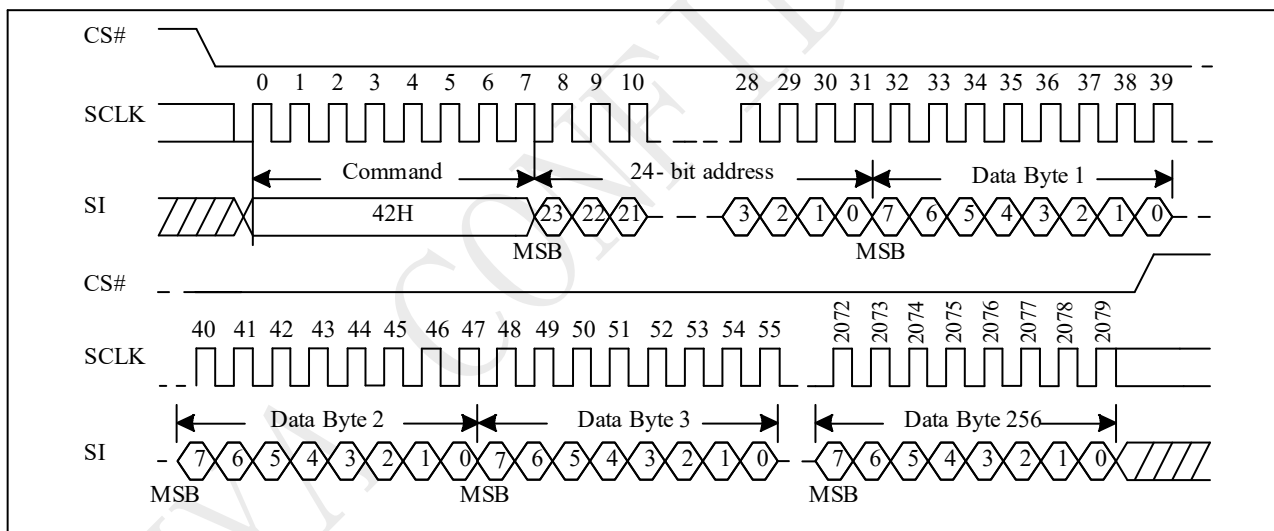 CS#
0 1 2 3 4 5 6 7 8 9 10 28 29 30 31 32 33 34 35 36 37 38 39
SCLK
Command 24- bit address Data Byte 1
SI 42H 23 22 21 3 2 1 0 7 6 5 4 3 2 1 0
MSB MSB
CS#
40 41 42 43 44 45 46 47 48 49 50 51 52 53 54 55 2072 2073 2074 2075 2076 2077 2078 2079
SCLK
Data Byte 2 Data Byte 3 Data Byte 256
SI 7 6 5 4 3 2 1 0 7 6 5 4 3 2 1 0 7 6 5 4 3 2 1 0
MSB MSB MSB